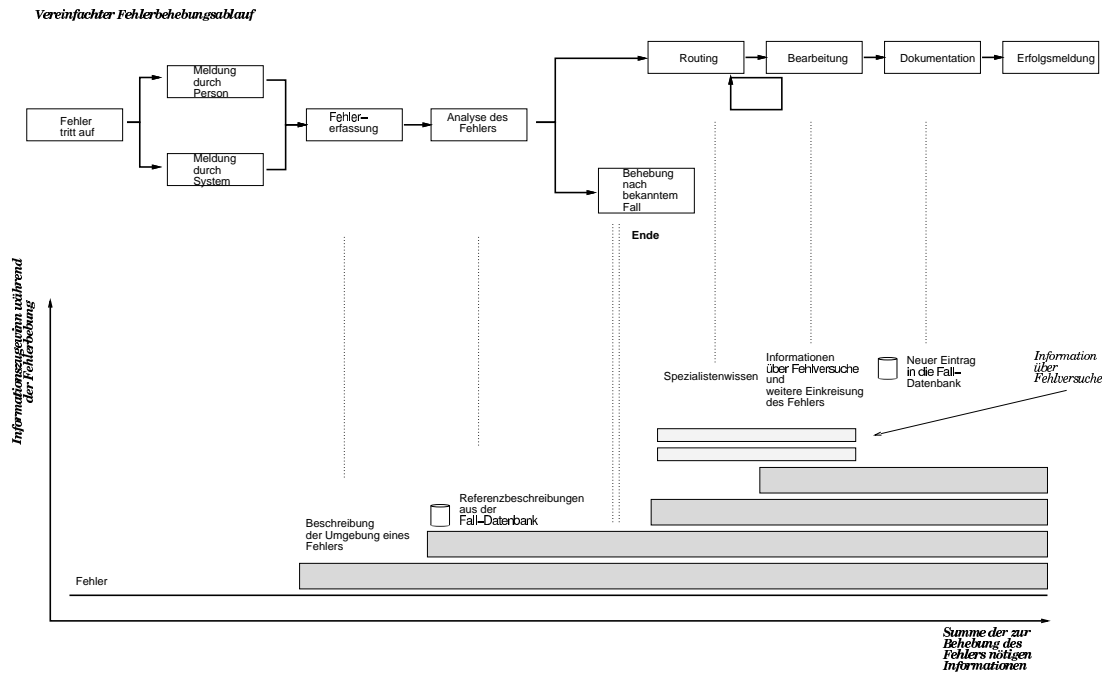 Vereinfachter Fehlerbehebungsablauf
Fehler
tritt auf
Meldung
durch
Person
Meldung
durch
System
Fehler–
erfassung
Analyse des
Fehlers
Routing
Bearbeitung
Dokumentation
Erfolgsmeldung
Behebung
nach
bekanntem
Fall
Ende
Informationszugewinn während
der Fehlerbebung
Spezialistenwissen
Informationen
über Fehlversuche
und
weitere Einkreisung
des Fehlers
Neuer Eintrag
in die Fall–
Datenbank
Information
über
Fehlversuche
Referenzbeschreibungen
aus der
Fall–Datenbank
Beschreibung
der Umgebung eines
Fehlers
Fehler
Summe der zur
Behebung des
Fehlers nötigen
Informationen